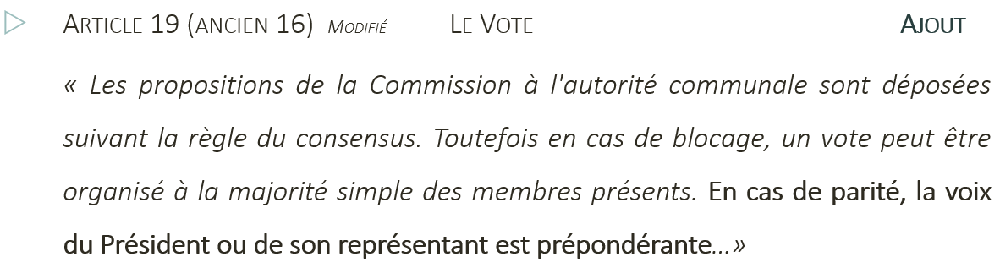 ARTICLE 19 (ANCIEN 16) MODIFIÉ LE VOTE AJOUT
« Les propositions de la Commission à l'autorité communale sont déposées
suivant la règle du consensus. Toutefois en cas de blocage, un vote peut être
organisé à la majorité simple des membres présents. En cas de parité, la voix
du Président ou de son représentant est prépondérante...»